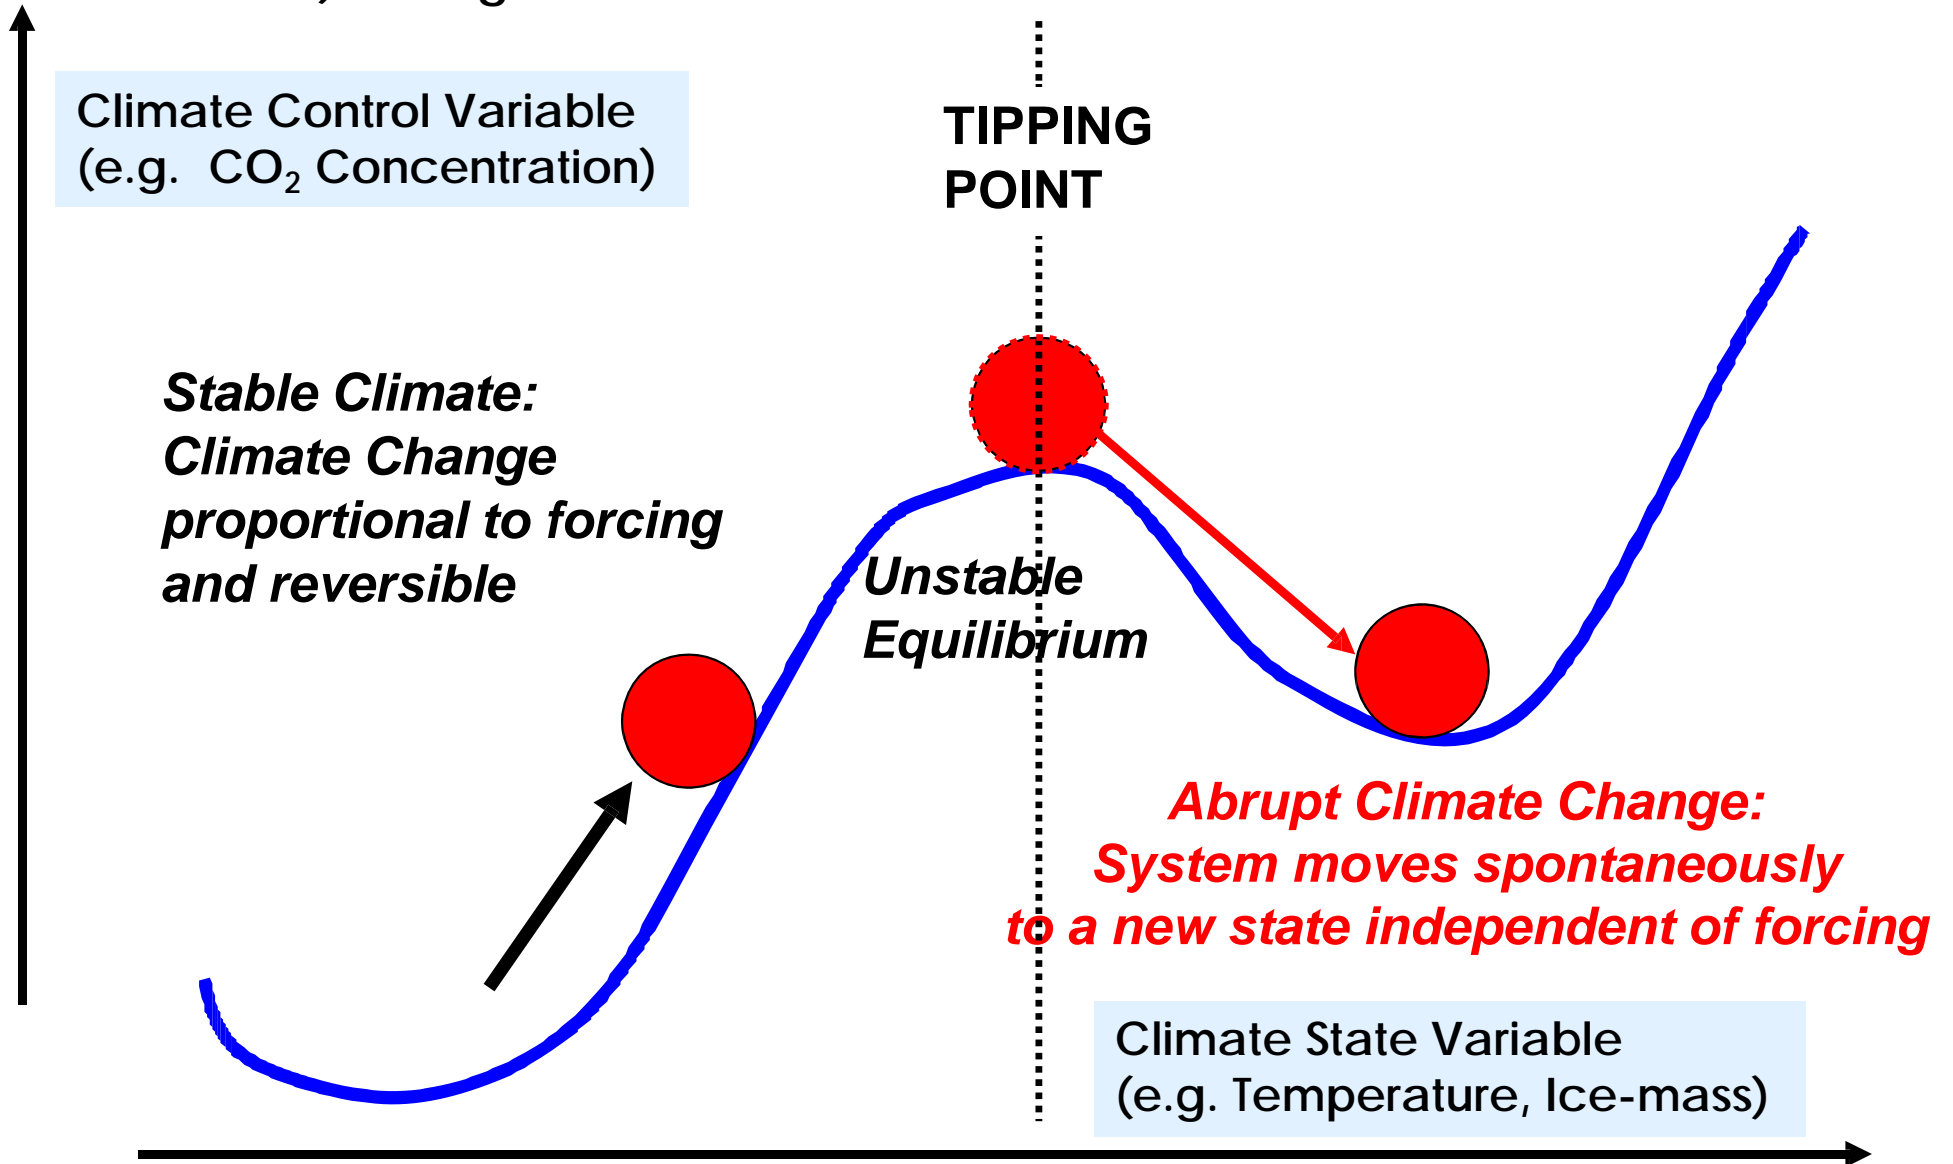 Climate Control Variable
(e.g. CO₂ Concentration)
TIPPING
POINT
Stable Climate:
Climate Change
proportional to forcing
and reversible
Unstable
Equilibrium
Abrupt Climate Change:
System moves spontaneously
to a new state independent of forcing
Climate State Variable
(e.g. Temperature, Ice-mass)